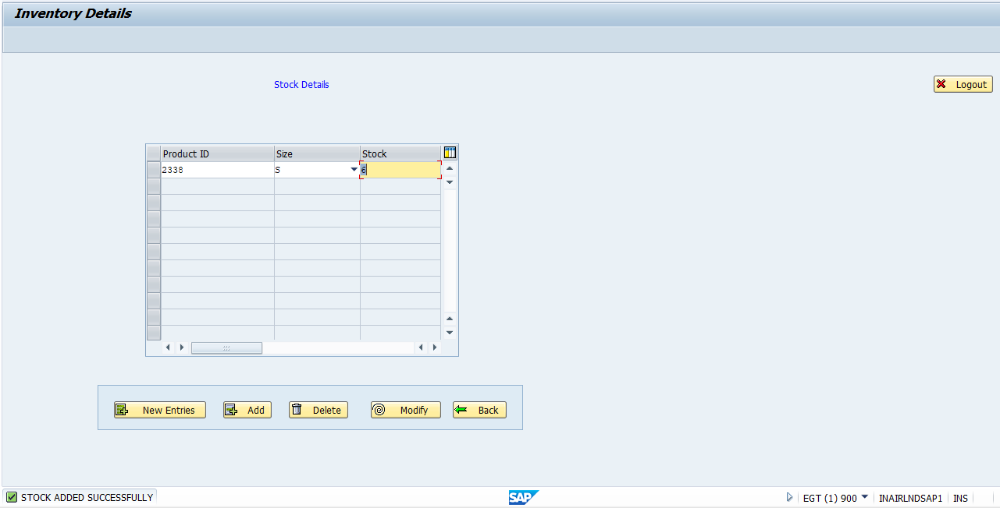 Inventory Details
Stock Details
Logout
Product ID Size Stock
2338 S 6
New Entries Add Delete Modify Back
STOCK ADDED SUCCESSFULLY SAP EGT (1) 900 INAIRLNDSAP1 INS